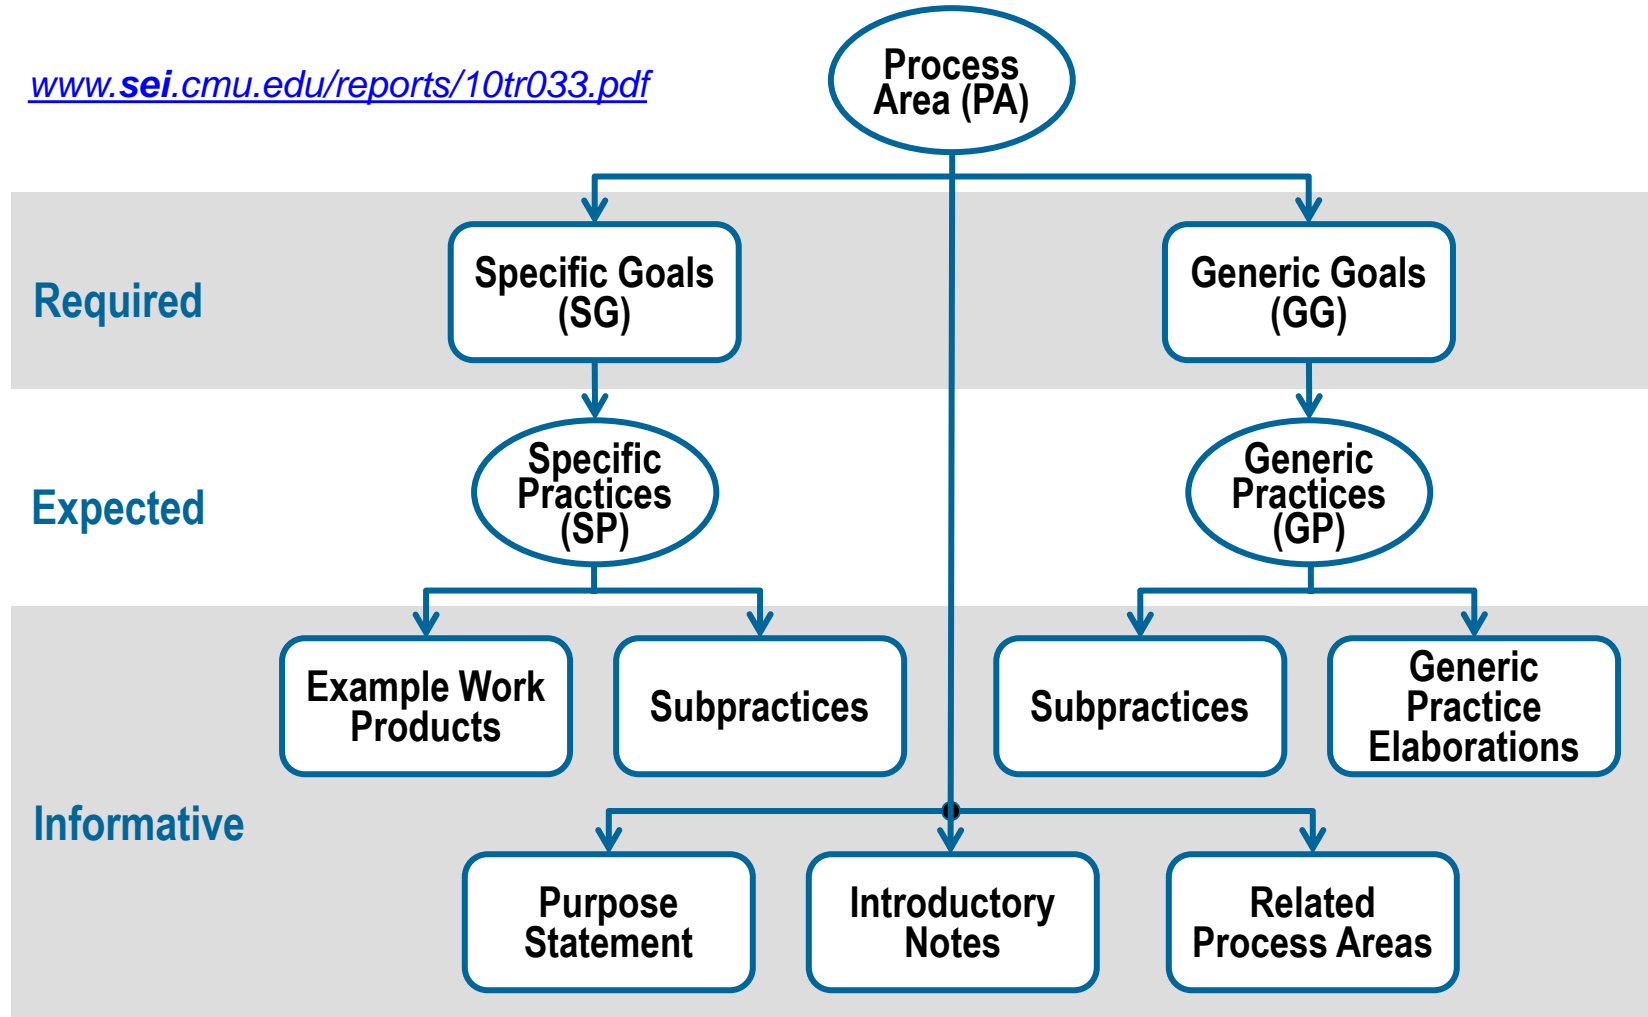 www.sei.cmu.edu/reports/10tr033.pdf
Process
Area (PA)
Required
Specific Goals
(SG)
Generic Goals
(GG)
Expected
Specific
Practices
(SP)
Generic
Practices
(GP)
Informative
Example Work
Products
Subpractices
Subpractices
Generic
Practice
Elaborations
Purpose
Statement
Introductory
Notes
Related
Process Areas